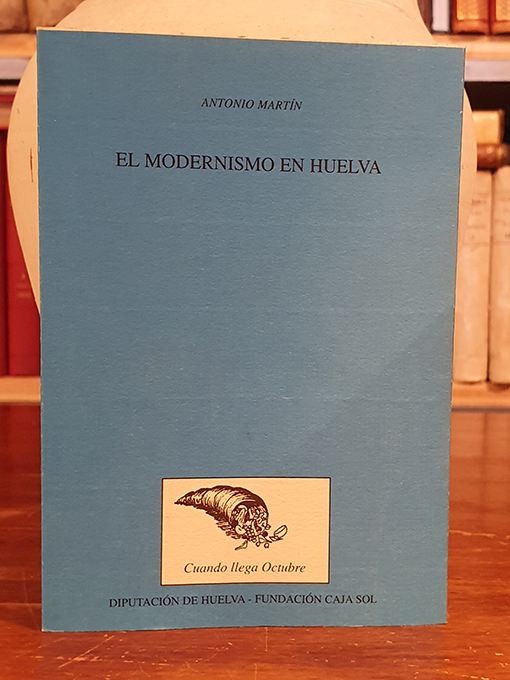 ANTONIO MARTÍN
EL MODERNISMO EN HUELVA
Cuando llega Octubre
DIPUTACIÓN DE HUELVA - FUNDACIÓN CAJA SOL